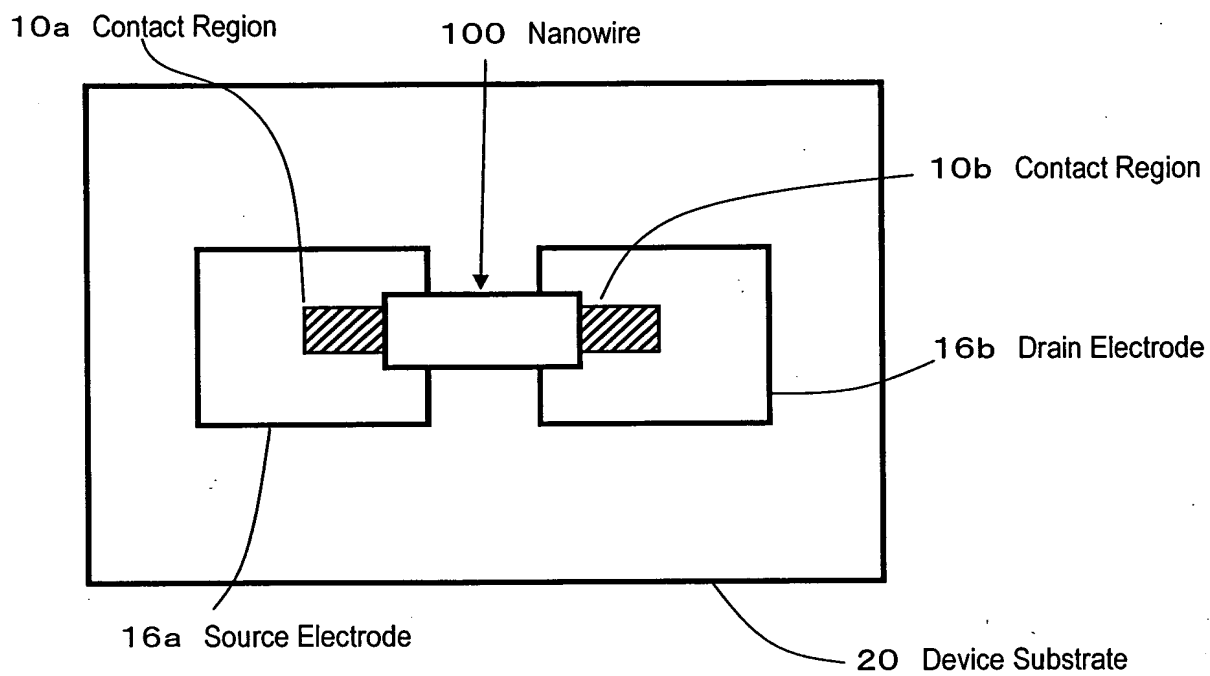 10a Contact Region
100 Nanowire
10b Contact Region
16b Drain Electrode
16a Source Electrode
20 Device Substrate